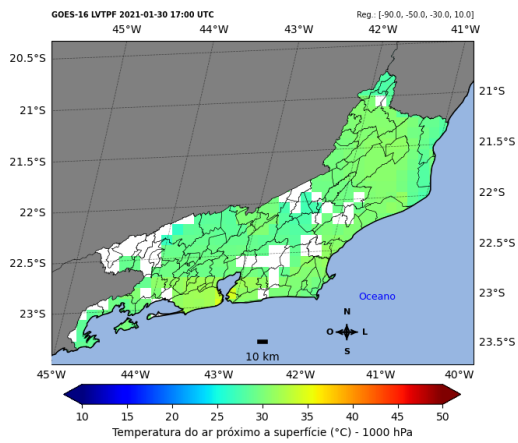 GOES-16 LVTPF 2021-01-30 17:00 UTC
Reg.: [-90.0, -50.0, -30.0, 10.0]
45°W 44°W 43°W 42°W 41°W
20.5°S
21°S
21.5°S
22°S
22.5°S
23°S
21°S
21.5°S
22°S
22.5°S
23°S
23.5°S
Oceano
N
O L
S
10 km
45°W 44°W 43°W 42°W 41°W 40°W
10 15 20 25 30 35 40 45 50
Temperatura do ar próximo a superfície (°C) - 1000 hPa